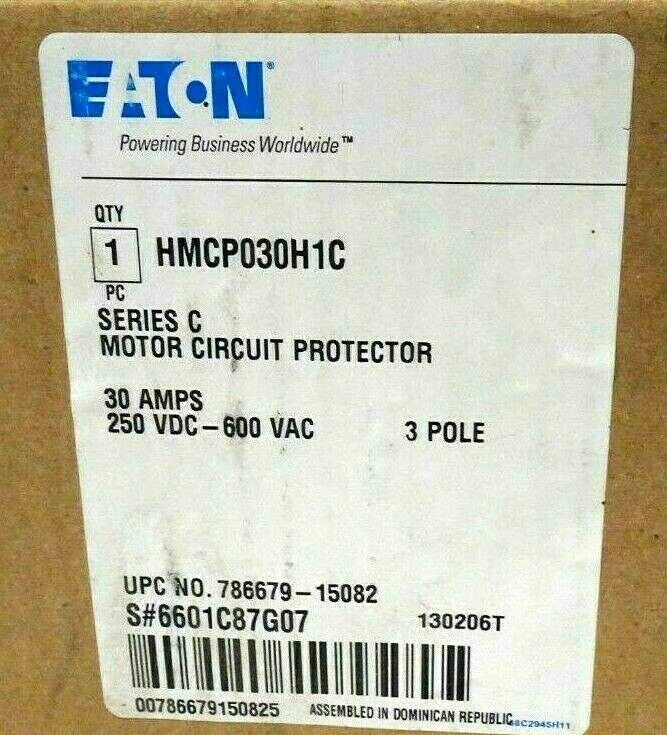 EATON®
Powering Business Worldwide™
QTY
1 HMCP030H1C
PC
SERIES C
MOTOR CIRCUIT PROTECTOR
30 AMPS
250 VDC–600 VAC 3 POLE
UPC NO. 786679–15082
S#6601C87G07 130206T
00786679150825 ASSEMBLED IN DOMINICAN REPUBLIC 68C2945H11